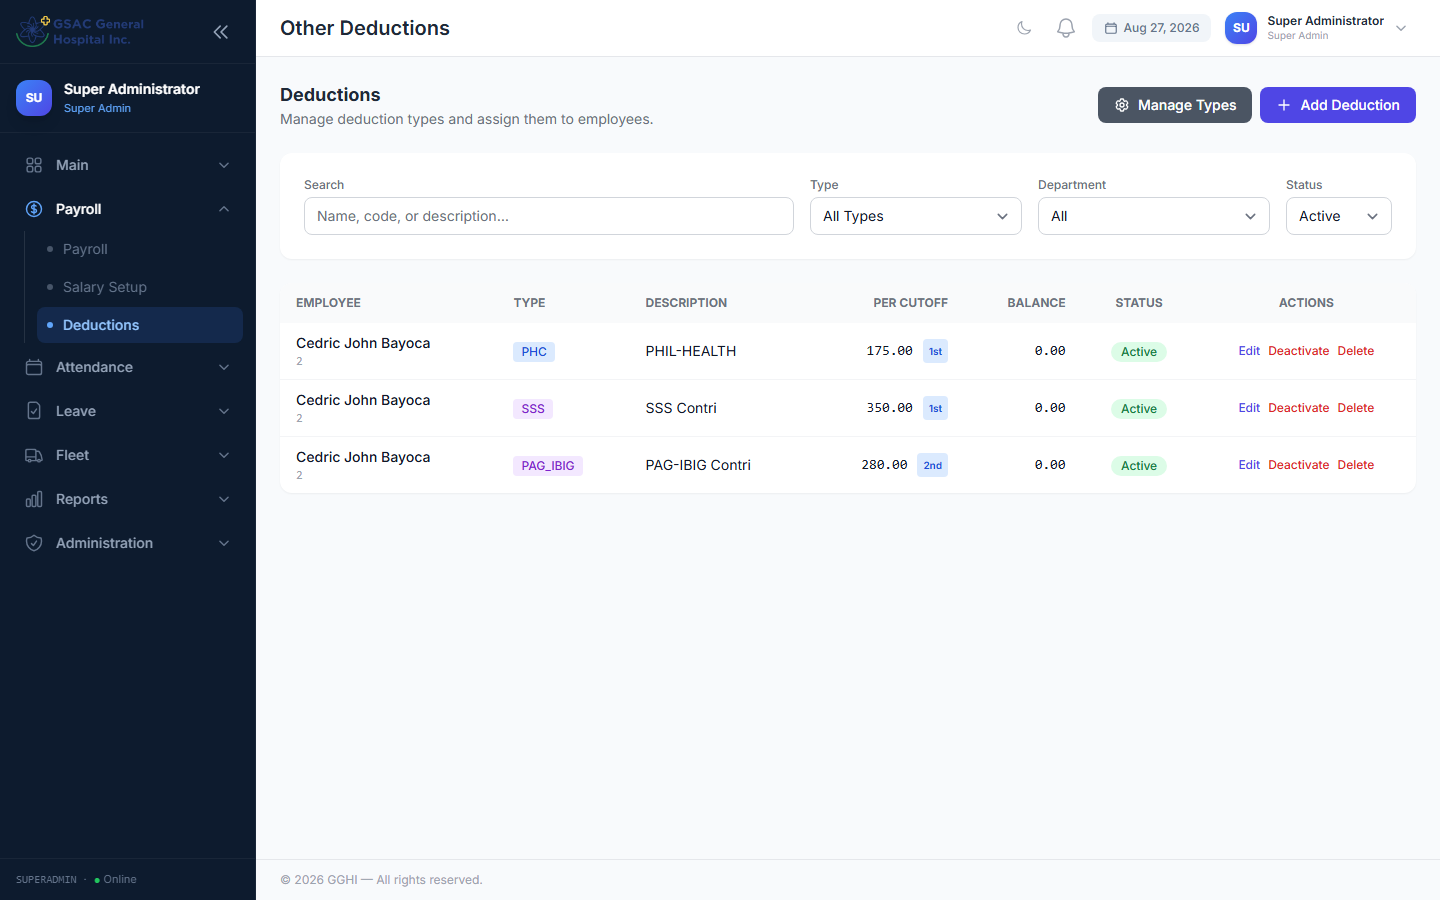 GSAC General
Hospital Inc.
SU
Super Administrator
Super Admin
Main
Payroll
Payroll
Salary Setup
Deductions
Attendance
Leave
Fleet
Reports
Administration
SUPERADMIN · Online
Other Deductions
Aug 27, 2026
SU
Super Administrator
Super Admin
Deductions
Manage deduction types and assign them to employees.
Manage Types
Add Deduction
Search Type Department Status
Name, code, or description... All Types All Active
EMPLOYEE TYPE DESCRIPTION PER CUTOFF BALANCE STATUS ACTIONS
Cedric John Bayoca
2
PHC PHIL-HEALTH 175.00 1st 0.00 Active Edit Deactivate Delete
Cedric John Bayoca
2
SSS SSS Contri 350.00 1st 0.00 Active Edit Deactivate Delete
Cedric John Bayoca
2
PAG_IBIG PAG-IBIG Contri 280.00 2nd 0.00 Active Edit Deactivate Delete
© 2026 GGHI — All rights reserved.